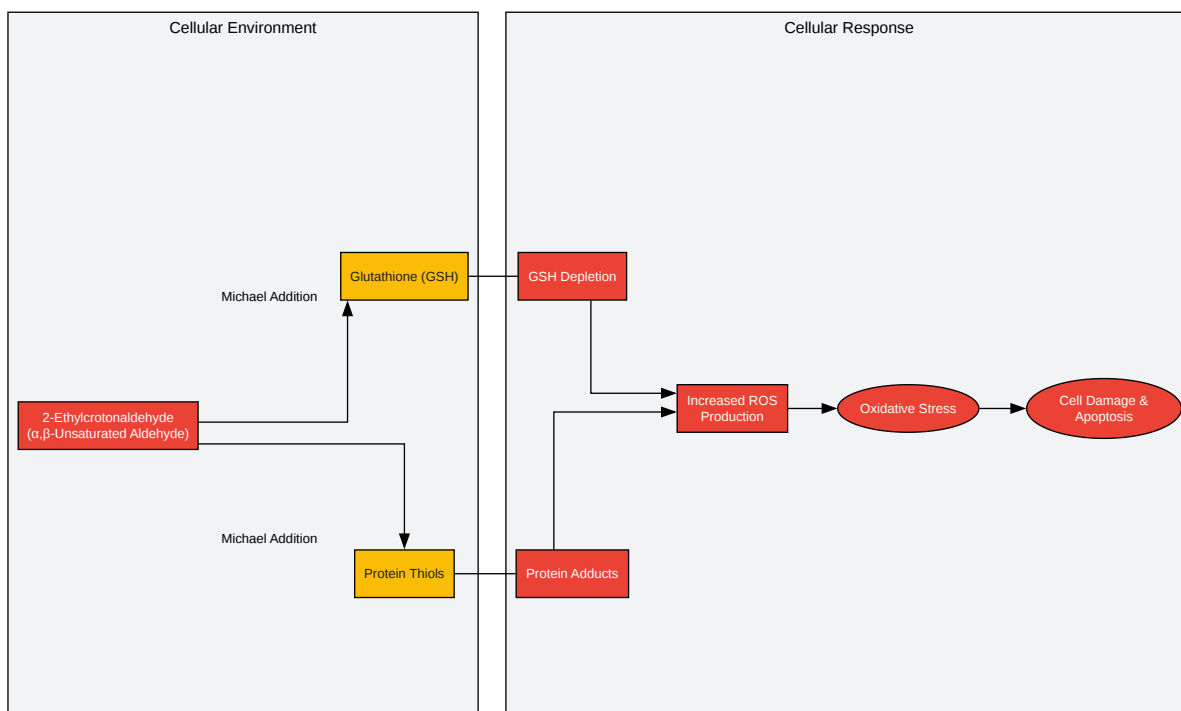 Cellular Environment
Cellular Response
Glutathione (GSH)
GSH Depletion
Michael Addition
2-Ethylcrotonaldehyde
(α,β-Unsaturated Aldehyde)
Increased ROS
Production
Oxidative Stress
Cell Damage &
Apoptosis
Michael Addition
Protein Thiols
Protein Adducts